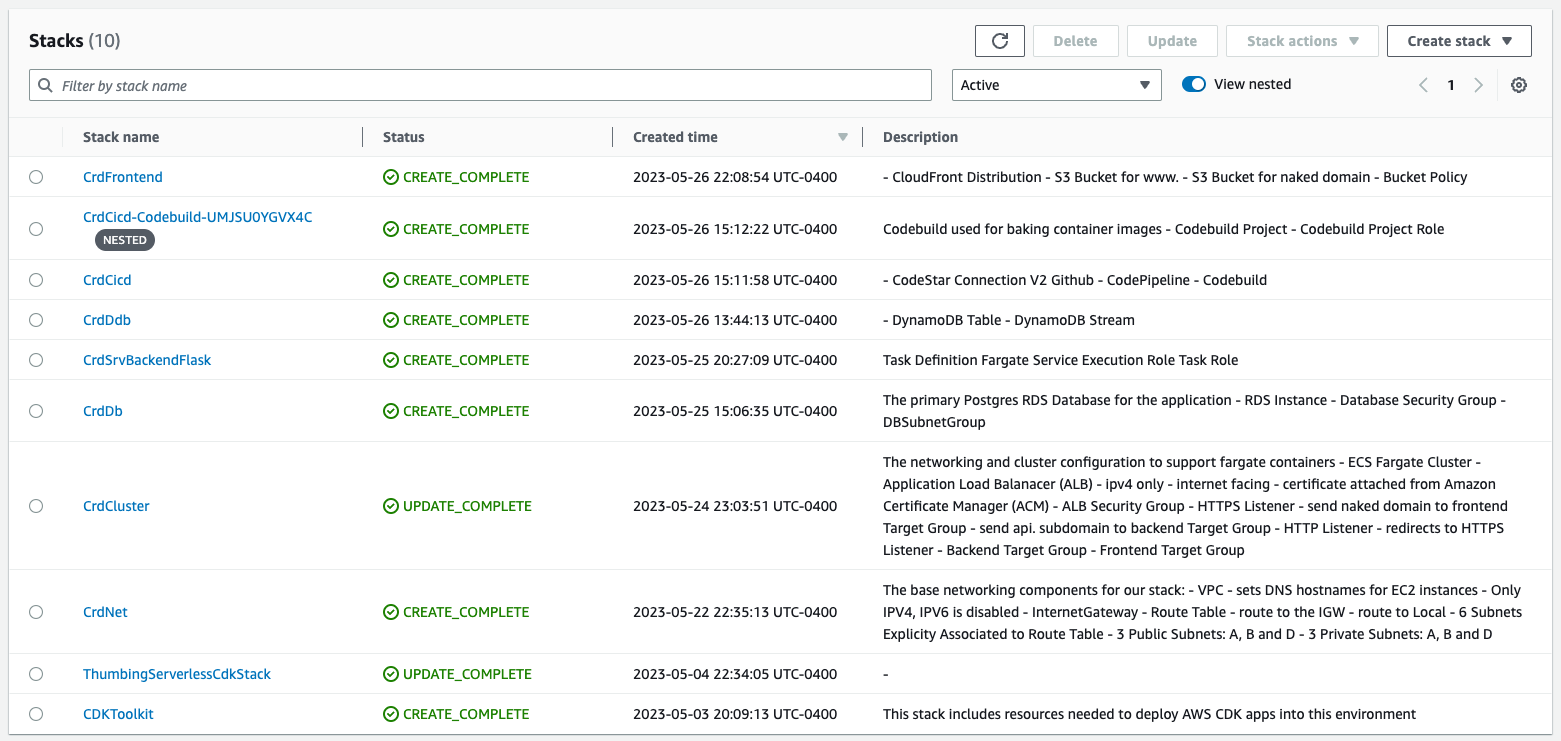 Stacks (10)
Delete
Update
Stack actions
Create stack
Filter by stack name
Active
View nested
1
Stack name
Status
Created time
Description
CrdFrontend
CREATE_COMPLETE
2023-05-26 22:08:54 UTC-0400
- CloudFront Distribution - S3 Bucket for www. - S3 Bucket for naked domain - Bucket Policy
CrdCicd-Codebuild-UMJSU0YGVX4C
NESTED
CREATE_COMPLETE
2023-05-26 15:12:22 UTC-0400
Codebuild used for baking container images - Codebuild Project - Codebuild Project Role
CrdCicd
CREATE_COMPLETE
2023-05-26 15:11:58 UTC-0400
- CodeStar Connection V2 Github - CodePipeline - Codebuild
CrdDdb
CREATE_COMPLETE
2023-05-26 13:44:13 UTC-0400
- DynamoDB Table - DynamoDB Stream
CrdSrvBackendFlask
CREATE_COMPLETE
2023-05-25 20:27:09 UTC-0400
Task Definition Fargate Service Execution Role Task Role
CrdDb
CREATE_COMPLETE
2023-05-25 15:06:35 UTC-0400
The primary Postgres RDS Database for the application - RDS Instance - Database Security Group -
DBSubnetGroup
CrdCluster
UPDATE_COMPLETE
2023-05-24 23:03:51 UTC-0400
The networking and cluster configuration to support fargate containers - ECS Fargate Cluster -
Application Load Balanacer (ALB) - ipv4 only - internet facing - certificate attached from Amazon
Certificate Manager (ACM) - ALB Security Group - HTTPS Listener - send naked domain to frontend
Target Group - send api. subdomain to backend Target Group - HTTP Listener - redirects to HTTPS
Listener - Backend Target Group - Frontend Target Group
CrdNet
CREATE_COMPLETE
2023-05-22 22:35:13 UTC-0400
The base networking components for our stack: - VPC - sets DNS hostnames for EC2 instances - Only
IPV4, IPV6 is disabled - InternetGateway - Route Table - route to the IGW - route to Local - 6 Subnets
Explicity Associated to Route Table - 3 Public Subnets: A, B and D - 3 Private Subnets: A, B and D
ThumbingServerlessCdkStack
UPDATE_COMPLETE
2023-05-04 22:34:05 UTC-0400
-
CDKToolkit
CREATE_COMPLETE
2023-05-03 20:09:13 UTC-0400
This stack includes resources needed to deploy AWS CDK apps into this environment